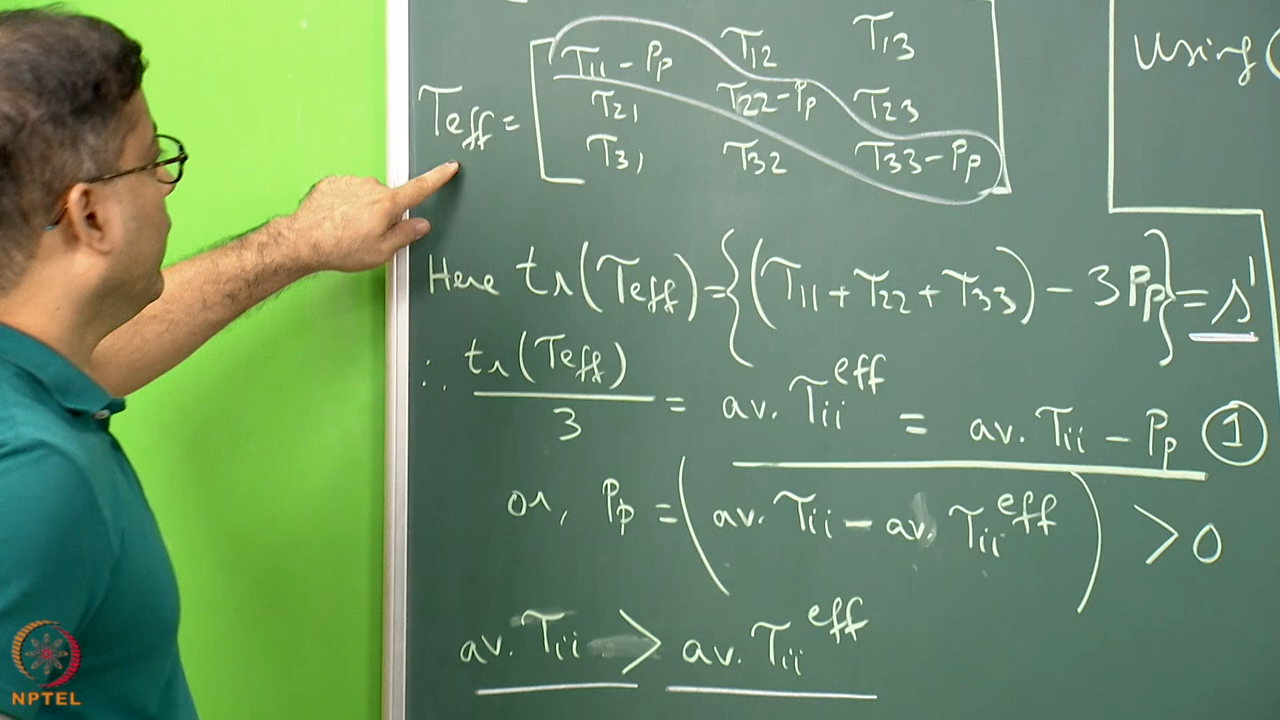 T11 - Pp T12 T13
Teff = T21 T22 - Pp T23
T31 T32 T33 - Pp
Here tr(Teff) = {(T11 + T22 + T33) - 3Pp} = s'
∴ tr(Teff)/3 = av. Tii^eff = av. Tii - Pp ①
or, Pp = (av. Tii - av. Tii^eff) > 0
av. Tii > av. Tii^eff
Using (
NPTEL